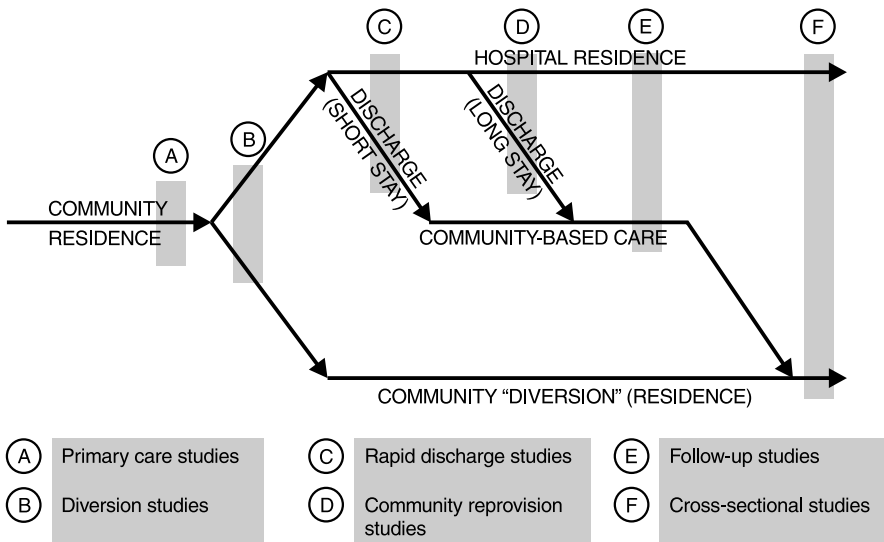 C
D
E
F
HOSPITAL RESIDENCE
DISCHARGE
(SHORT STAY)
DISCHARGE
(LONG STAY)
B
A
COMMUNITY
RESIDENCE
COMMUNITY-BASED CARE
COMMUNITY “DIVERSION” (RESIDENCE)
A Primary care studies
B Diversion studies
C Rapid discharge studies
D Community reprovision
studies
E Follow-up studies
F Cross-sectional studies